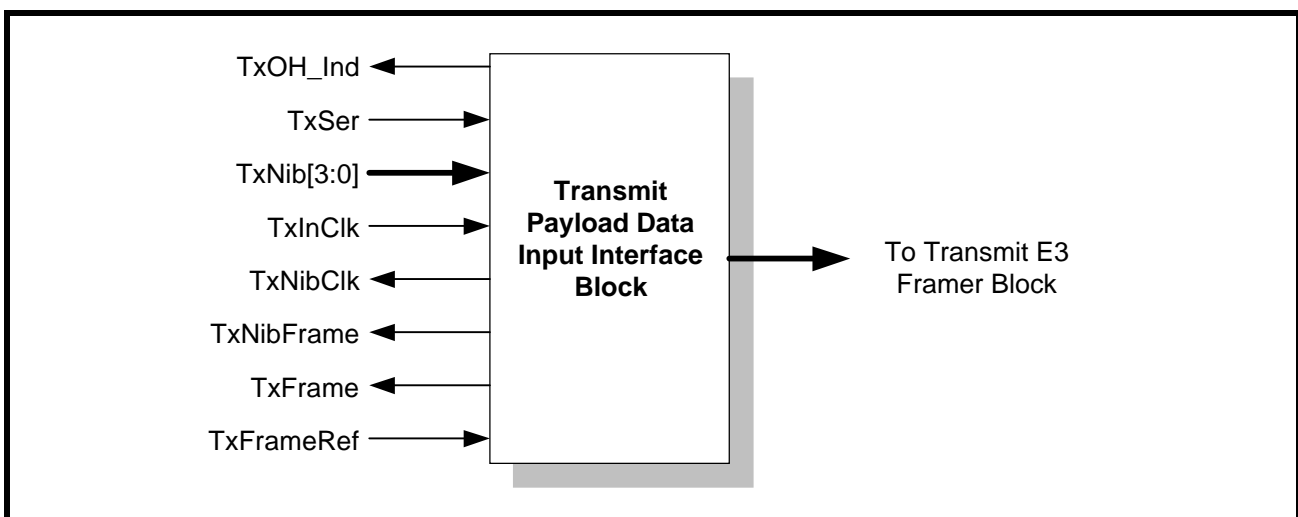 TxOH_Ind
TxSer
TxNib[3:0]
TxInClk
TxNibClk
TxNibFrame
TxFrame
TxFrameRef
Transmit
Payload Data
Input Interface
Block
To Transmit E3
Framer Block